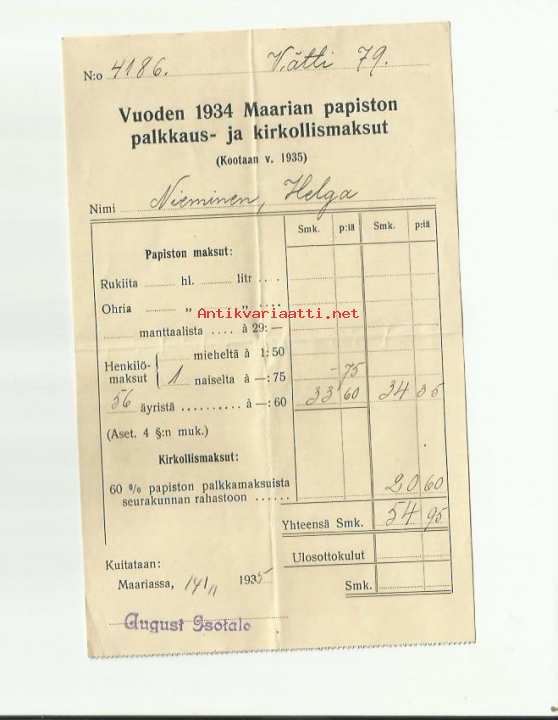 N:o 4186. Vätti 79.
Vuoden 1934 Maarian papiston
palkkaus- ja kirkollismaksut
(Kootaan v. 1935)
Nimi Nieminen, Helga
Smk. p:iä Smk. p:iä
Papiston maksut:
Rukiita hl. litr
Ohria " "
Antikvariaatti.net
manttaalista à 29: —
Henkilö- maksut mieheltä à 1: 50
1 naiselta à —: 75 - 75
56 äyristä à —: 60 33 60 34 35
(Aset. 4 §:n muk.)
Kirkollismaksut:
60 % papiston palkkamaksuista
seurakunnan rahastoon 20 60
Yhteensä Smk. 54 95
Kuitataan:
Ulosottokulut
Maariassa, 14/11 1935
Smk.
August Isotalo